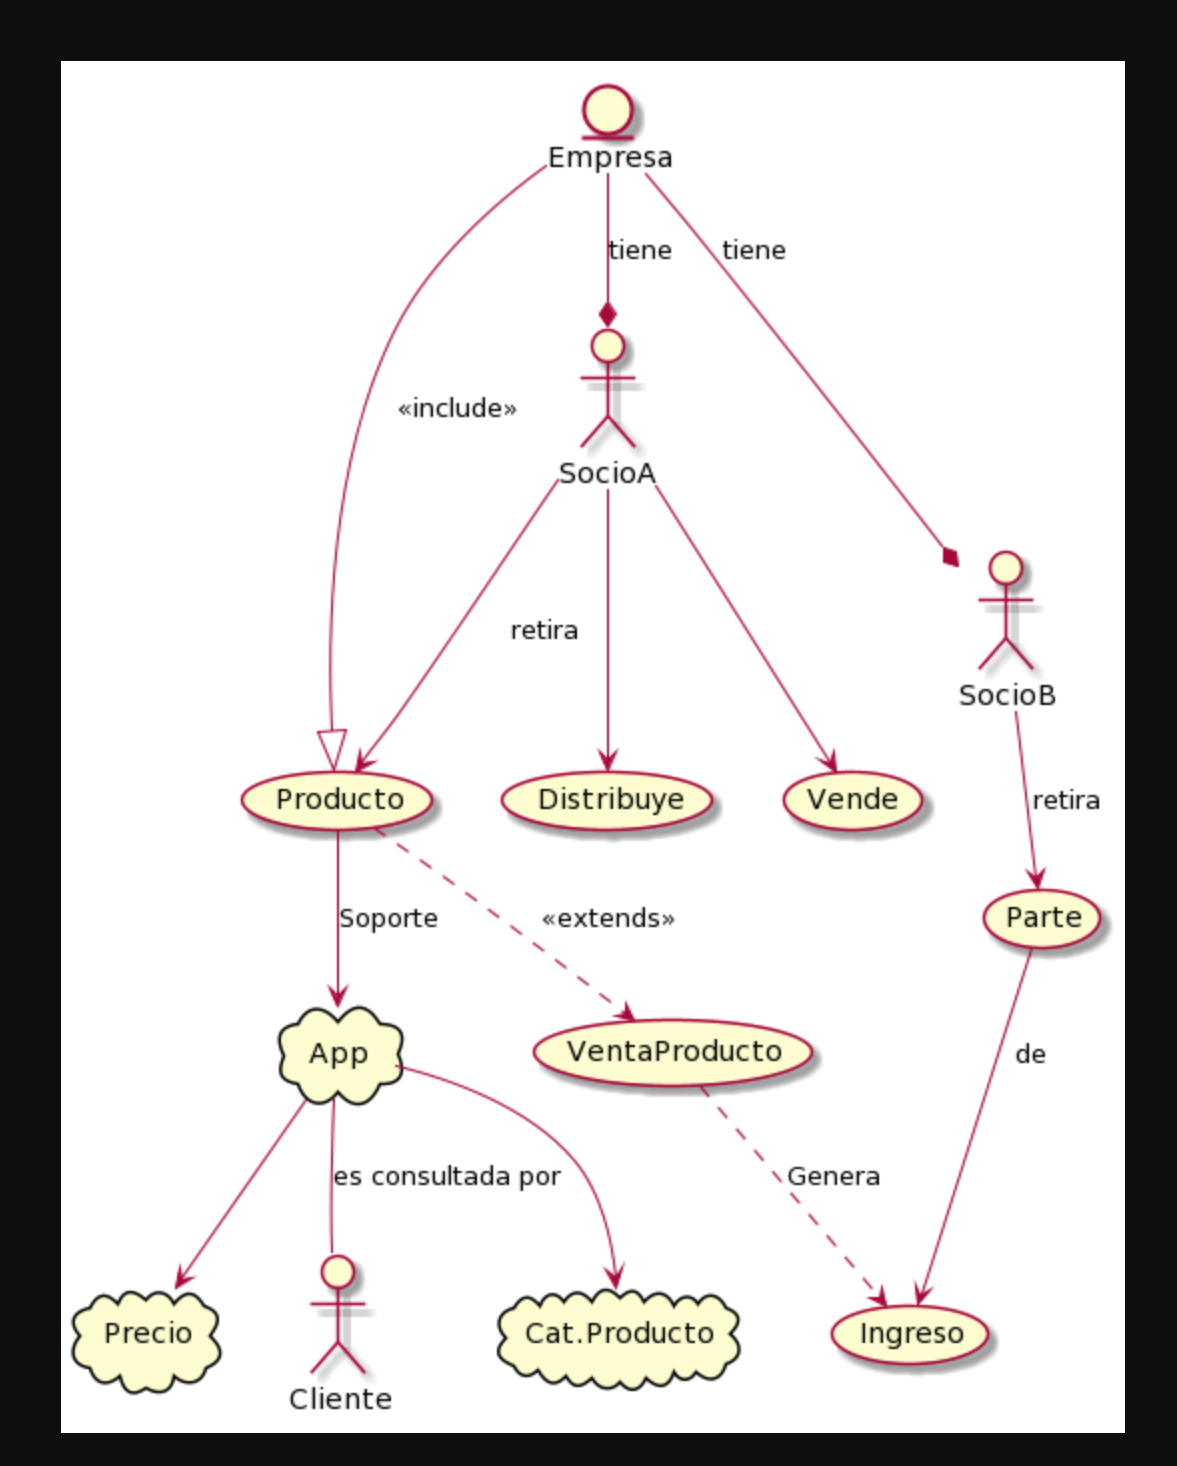 Empresa
tiene
tiene
«include»
SocioA
retira
SocioB
Producto
Distribuye
Vende
retira
Soporte
«extends»
Parte
App
VentaProducto
de
es consultada por
Genera
Precio
Cliente
Cat.Producto
Ingreso